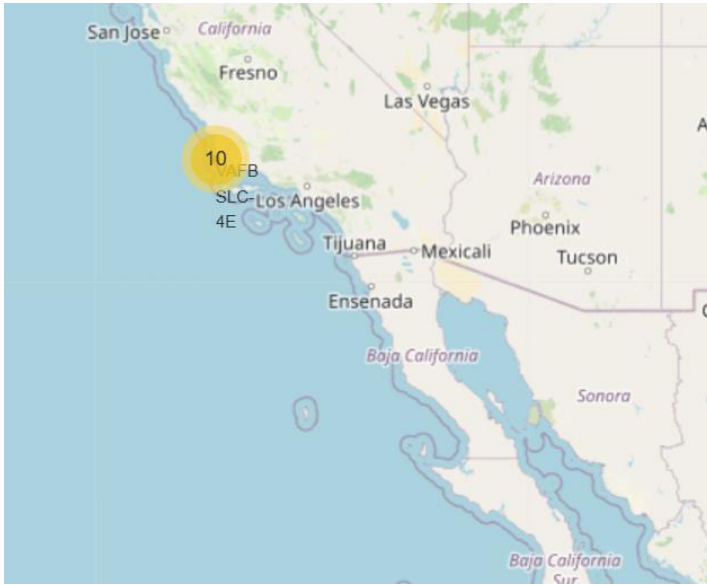 San Jose
California
Fresno
Las Vegas
10
VAFB
SLC-
4E
Los Angeles
Arizona
Phoenix
Tucson
Tijuana
Mexicali
Ensenada
Baja California
Sonora
Baja California
Sur